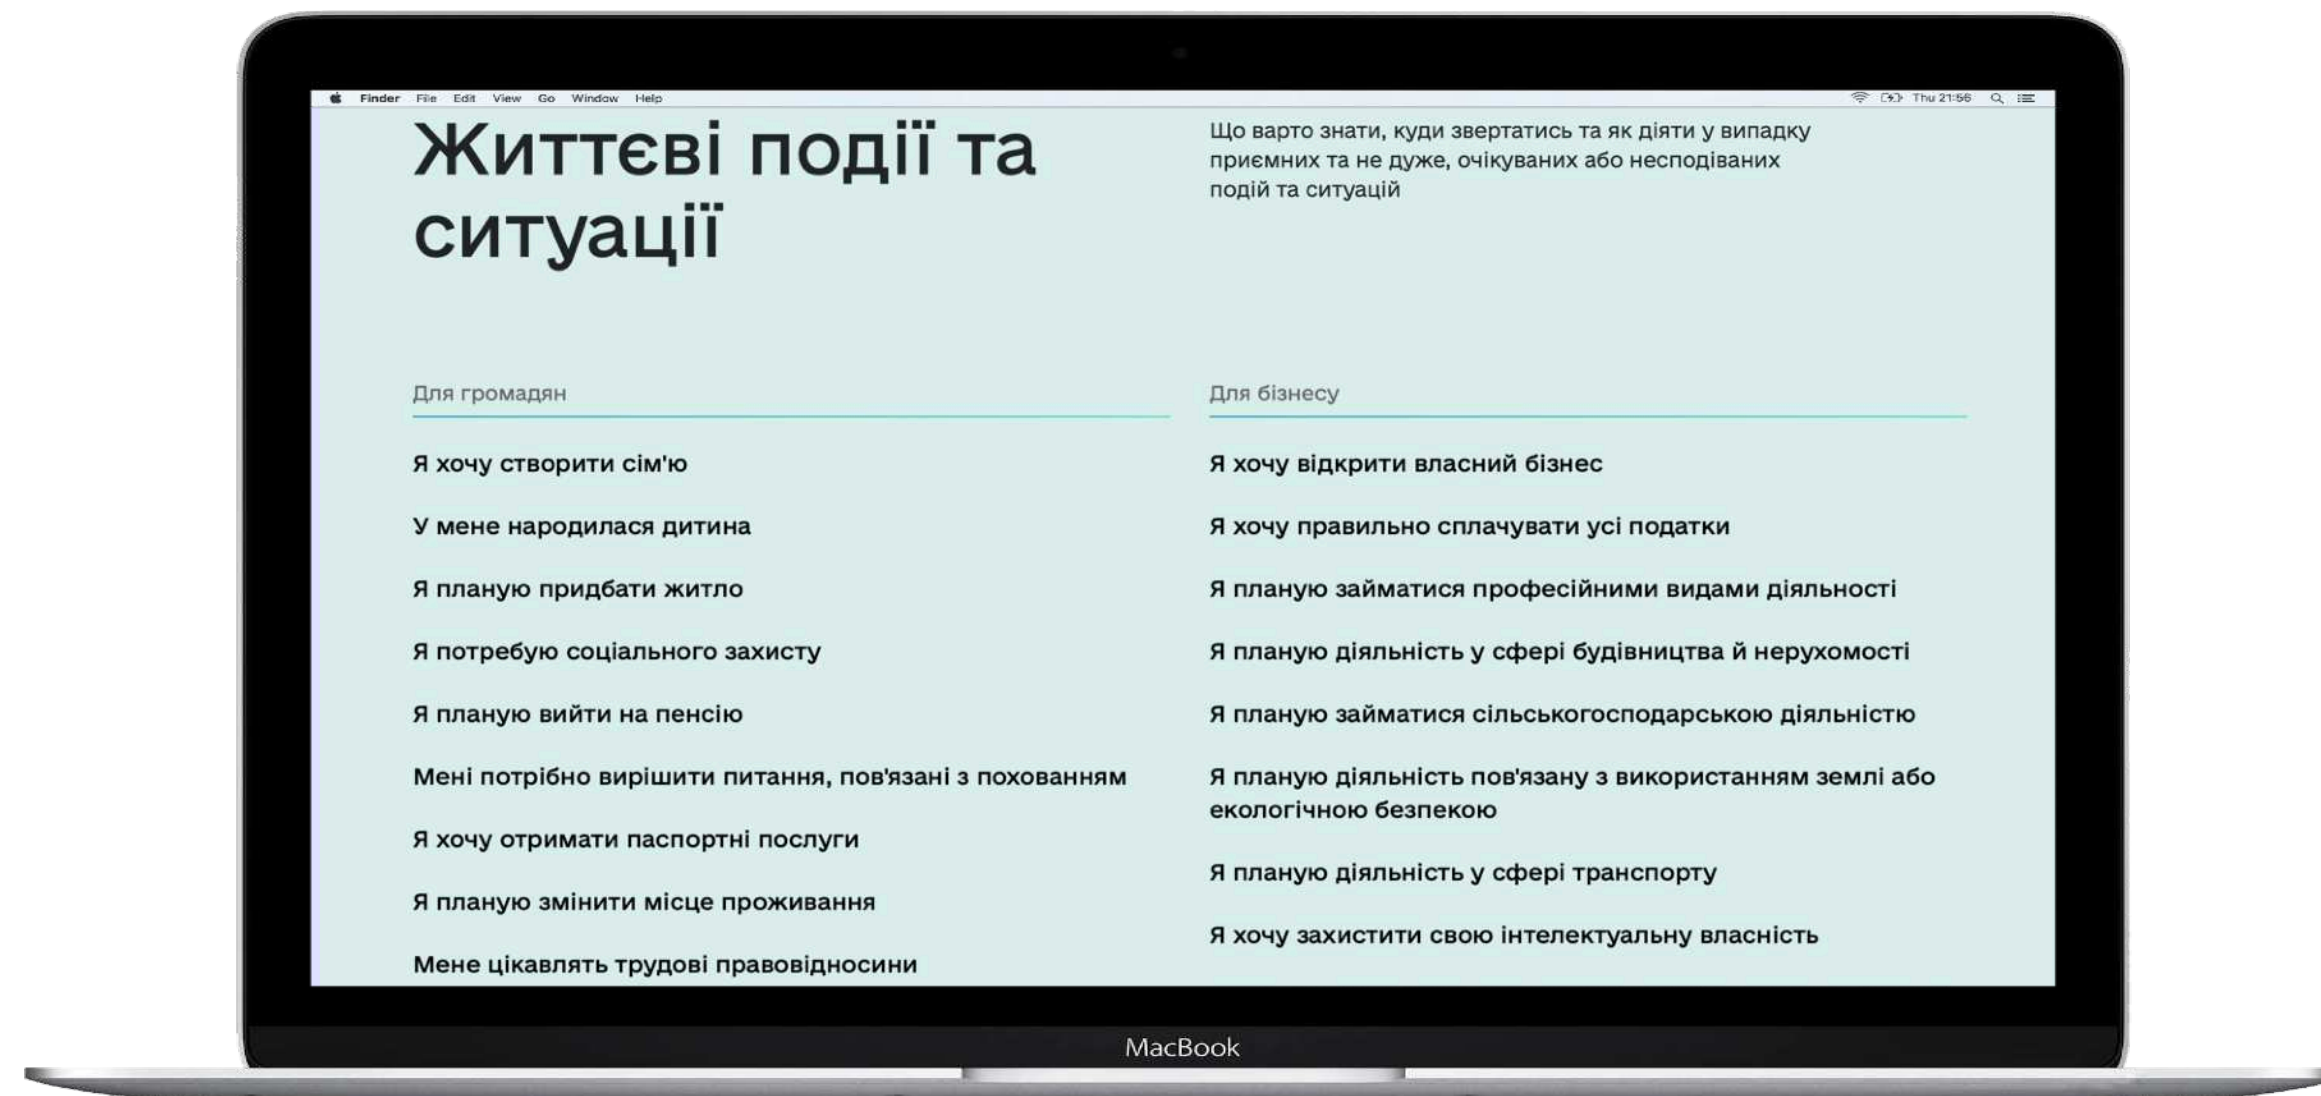 Finder File Edit View Go Window Help
Thu 21:56
Життєві події та
ситуації
Що варто знати, куди звертатись та як діяти у випадку
приємних та не дуже, очікуваних або несподіваних
подій та ситуацій
Для громадян
Я хочу створити сім'ю
У мене народилася дитина
Я планую придбати житло
Я потребую соціального захисту
Я планую вийти на пенсію
Мені потрібно вирішити питання, пов'язані з похованням
Я хочу отримати паспортні послуги
Я планую змінити місце проживання
Мене цікавлять трудові правовідносини
Для бізнесу
Я хочу відкрити власний бізнес
Я хочу правильно сплачувати усі податки
Я планую займатися професійними видами діяльності
Я планую діяльність у сфері будівництва й нерухомості
Я планую займатися сільськогосподарською діяльністю
Я планую діяльність пов'язану з використанням землі або
екологічною безпекою
Я планую діяльність у сфері транспорту
Я хочу захистити свою інтелектуальну власність
MacBook